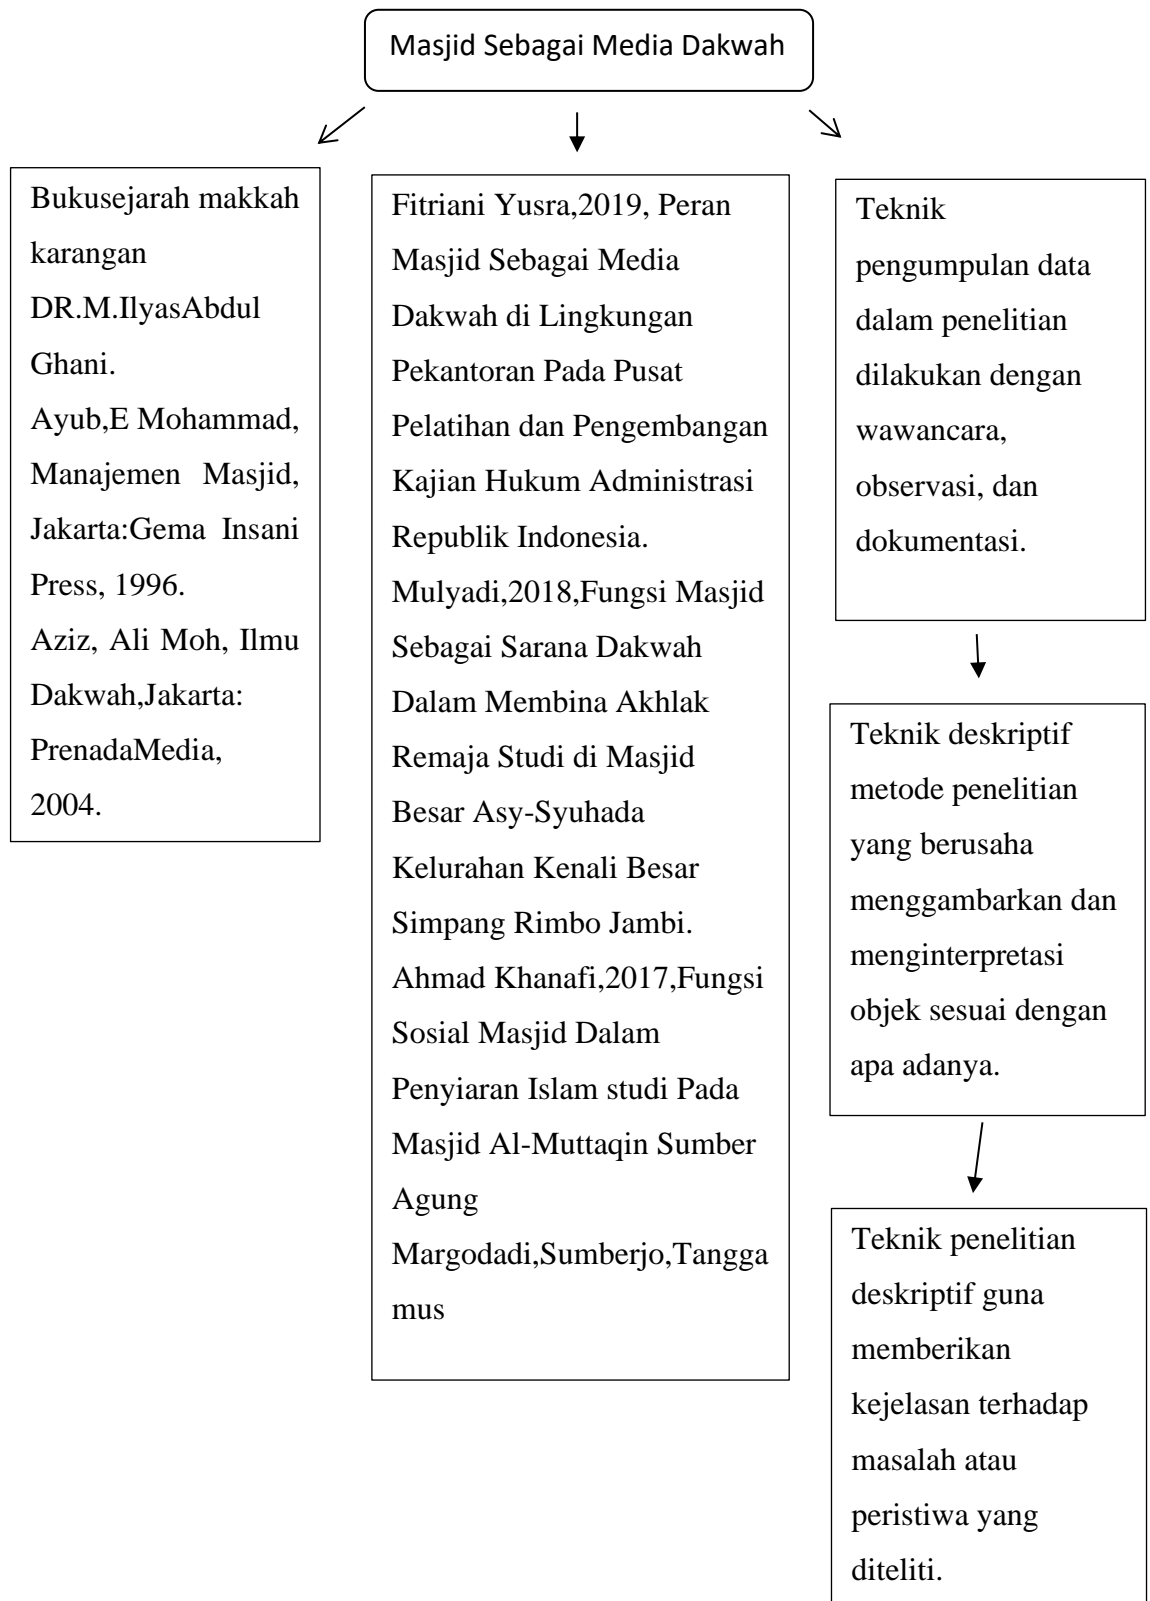 Masjid Sebagai Media Dakwah
Bukusejarah makkah
karangan
DR.M.IlyasAbdul
Ghani.
Ayub,E Mohammad,
Manajemen Masjid,
Jakarta:Gema Insani
Press, 1996.
Aziz, Ali Moh, Ilmu
Dakwah,Jakarta:
PrenadaMedia,
2004.
Fitriani Yusra,2019, Peran
Masjid Sebagai Media
Dakwah di Lingkungan
Pekantoran Pada Pusat
Pelatihan dan Pengembangan
Kajian Hukum Administrasi
Republik Indonesia.
Mulyadi,2018,Fungsi Masjid
Sebagai Sarana Dakwah
Dalam Membina Akhlak
Remaja Studi di Masjid
Besar Asy-Syuhada
Kelurahan Kenali Besar
Simpang Rimbo Jambi.
Ahmad Khanafi,2017,Fungsi
Sosial Masjid Dalam
Penyiaran Islam studi Pada
Masjid Al-Muttaqin Sumber
Agung
Margodadi,Sumberjo,Tangga
mus
Teknik
pengumpulan data
dalam penelitian
dilakukan dengan
wawancara,
observasi, dan
dokumentasi.
Teknik deskriptif
metode penelitian
yang berusaha
menggambarkan dan
menginterpretasi
objek sesuai dengan
apa adanya.
Teknik penelitian
deskriptif guna
memberikan
kejelasan terhadap
masalah atau
peristiwa yang
diteliti.